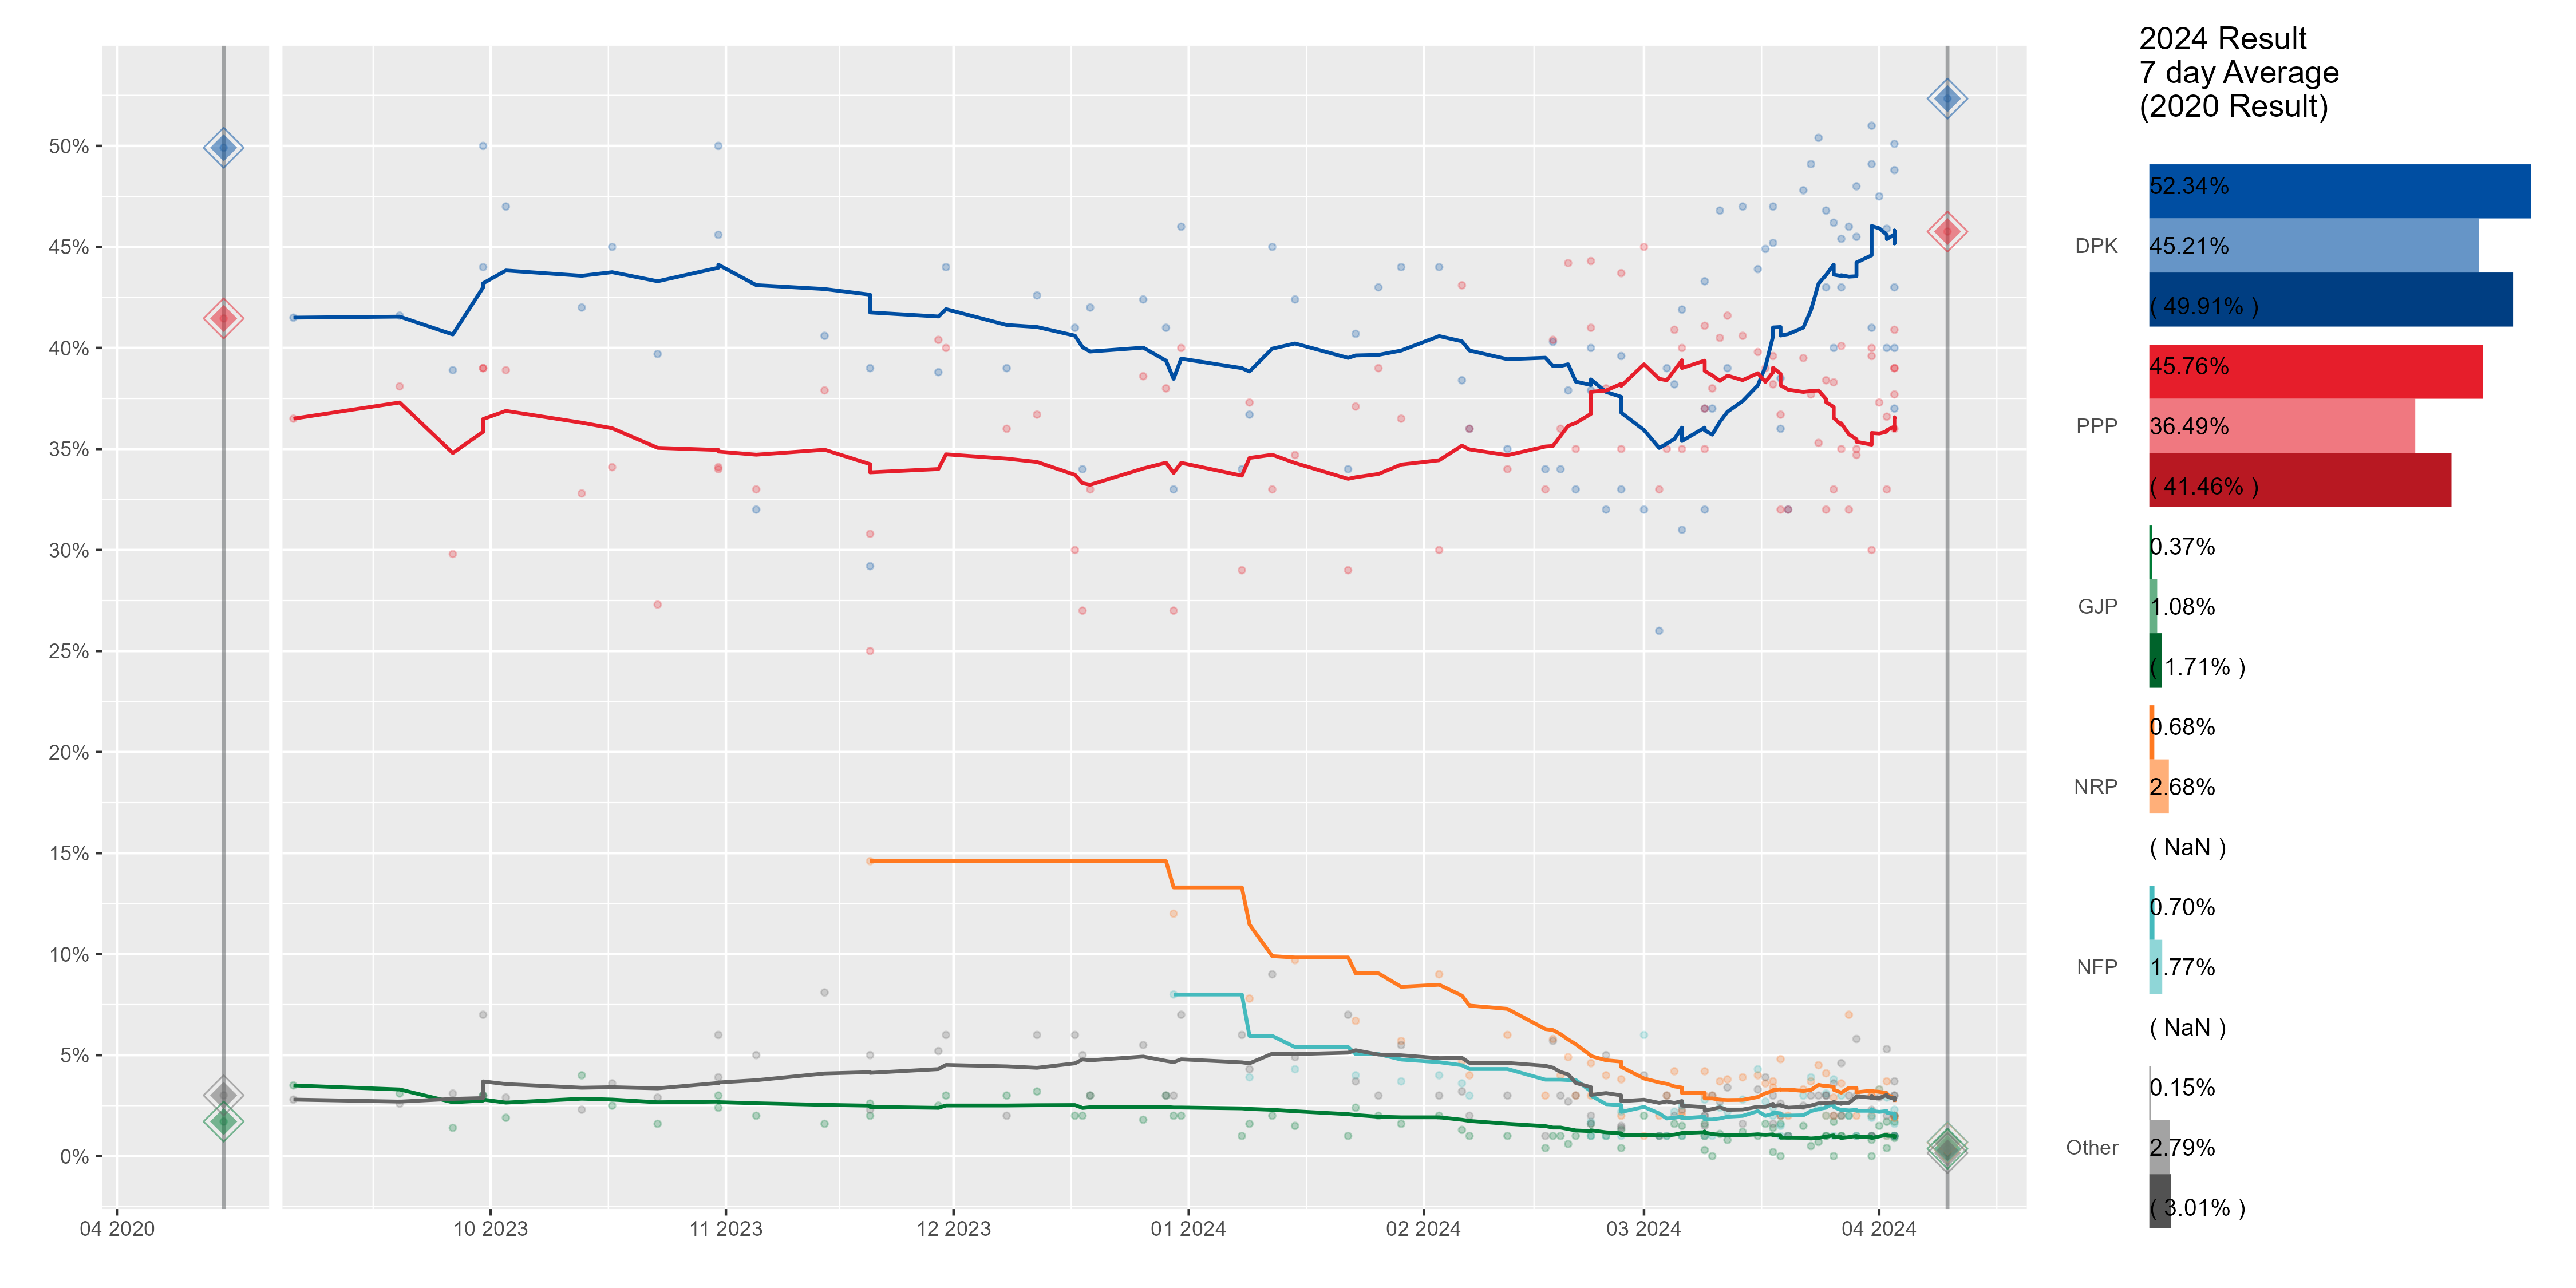 2024 Result
7 day Average
(2020 Result)
50%
45%
40%
35%
30%
25%
20%
15%
10%
5%
0%
04 2020
10 2023
11 2023
12 2023
01 2024
02 2024
03 2024
04 2024
DPK
52.34%
45.21%
( 49.91% )
PPP
45.76%
36.49%
( 41.46% )
GJP
0.37%
1.08%
( 1.71% )
NRP
0.68%
2.68%
( NaN )
NFP
0.70%
1.77%
( NaN )
Other
0.15%
2.79%
( 3.01% )